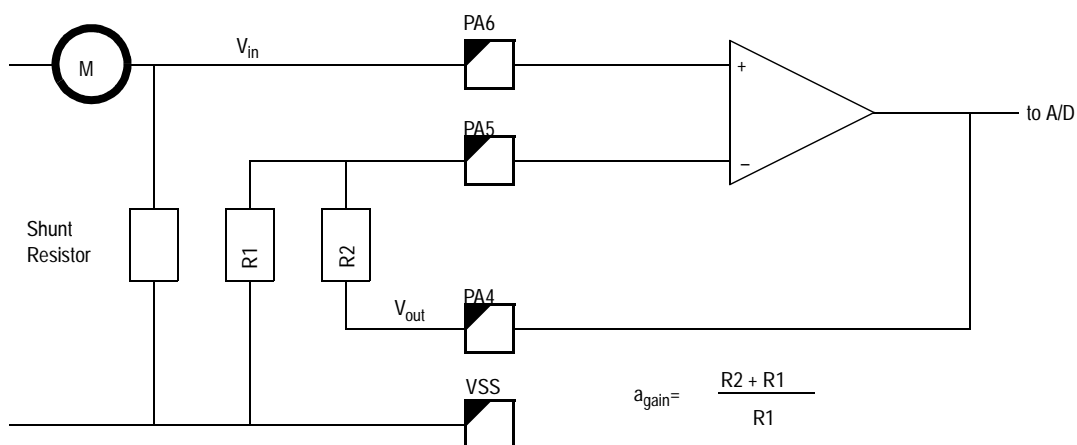 PA6
V_in
M
+
to A/D
PA5
−
Shunt
Resistor
R1
R2
PA4
V_out
VSS
a_gain= R2 + R1
R1